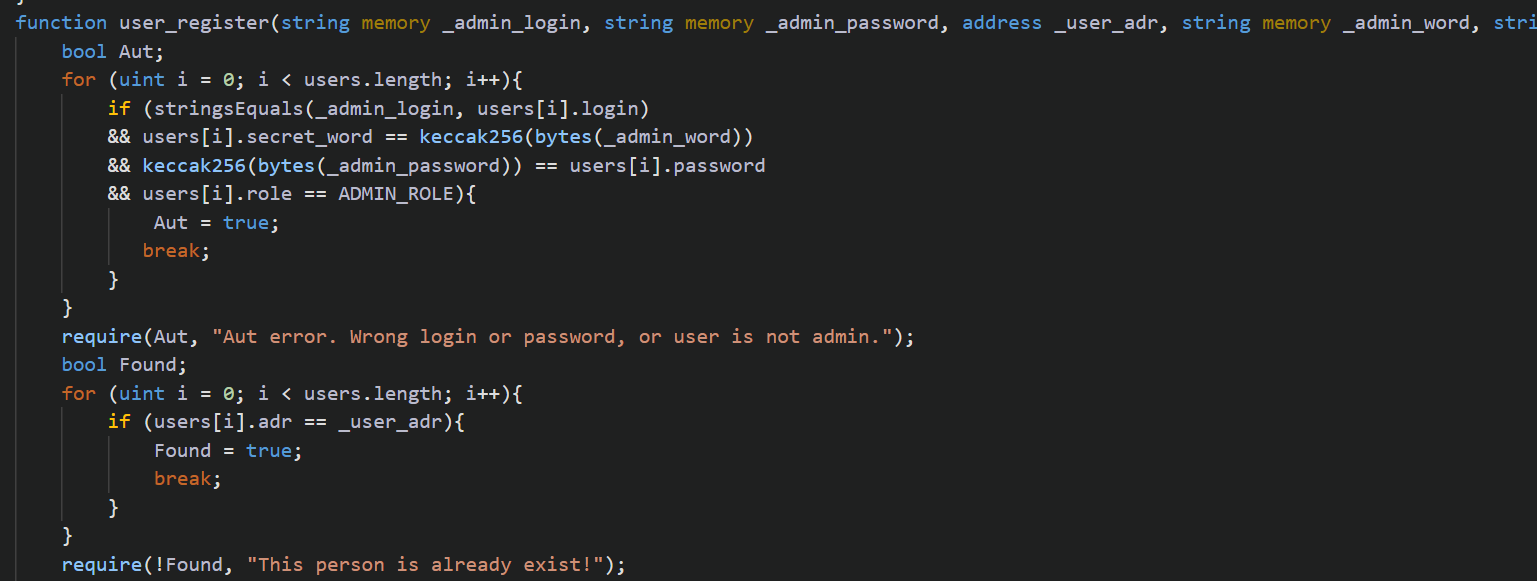 }
function user_register(string memory _admin_login, string memory _admin_password, address _user_adr, string memory _admin_word, stri
bool Aut;
for (uint i = 0; i < users.length; i++){
if (stringsEquals(_admin_login, users[i].login)
&& users[i].secret_word == keccak256(bytes(_admin_word))
&& keccak256(bytes(_admin_password)) == users[i].password
&& users[i].role == ADMIN_ROLE){
Aut = true;
break;
}
}
require(Aut, "Aut error. Wrong login or password, or user is not admin.");
bool Found;
for (uint i = 0; i < users.length; i++){
if (users[i].adr == _user_adr){
Found = true;
break;
}
}
require(!Found, "This person is already exist!");